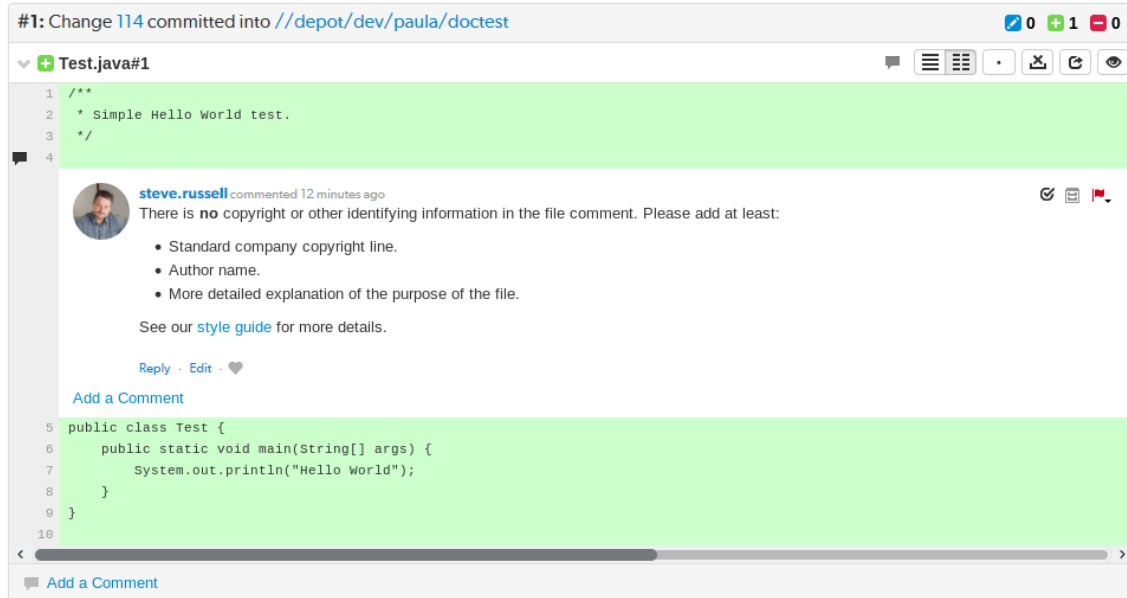 #1: Change 114 committed into //depot/dev/paula/doctest 0 1 0
Test.java#1
1 /**
2  * Simple Hello World test.
3  */
4
steve.russell commented 12 minutes ago
There is no copyright or other identifying information in the file comment. Please add at least:
• Standard company copyright line.
• Author name.
• More detailed explanation of the purpose of the file.
See our style guide for more details.
Reply · Edit ·
Add a Comment
5 public class Test {
6     public static void main(String[] args) {
7         System.out.println("Hello World");
8     }
9 }
10
Add a Comment